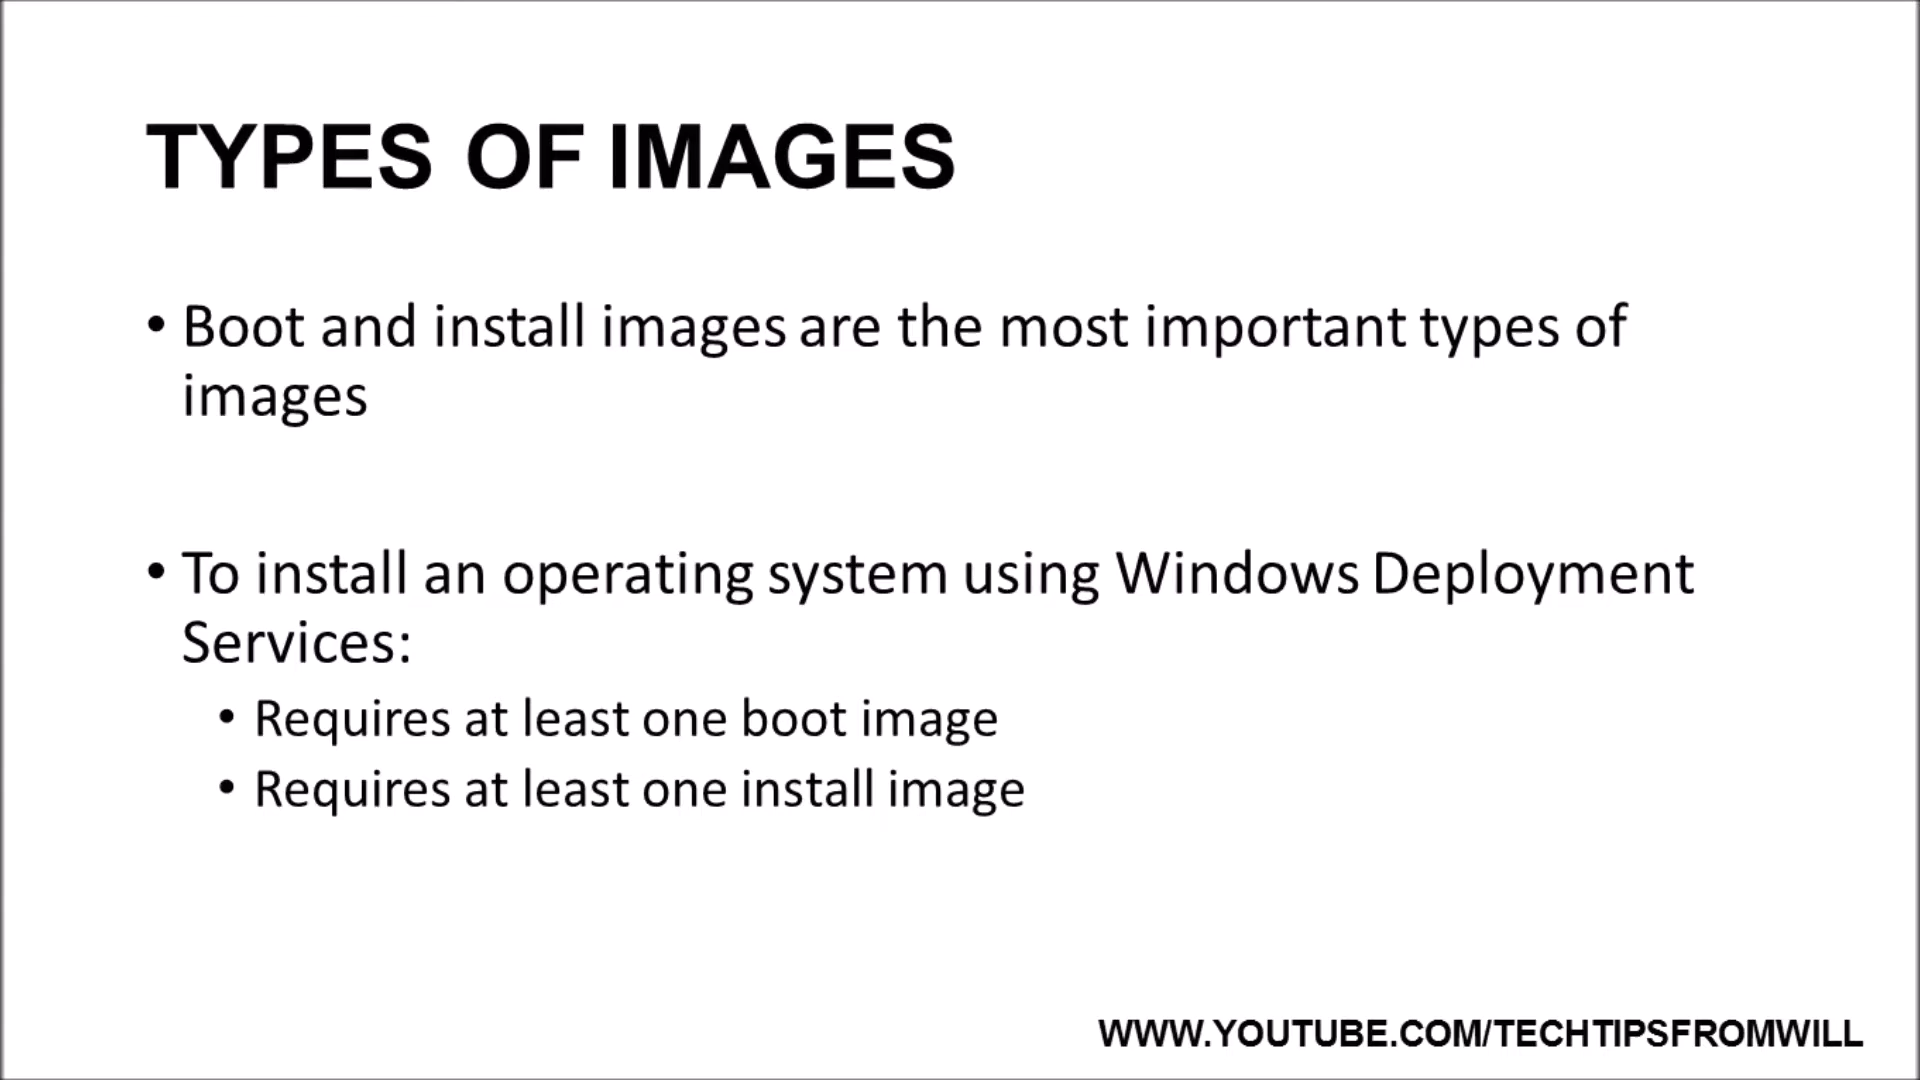 TYPES OF IMAGES
• Boot and install images are the most important types of
images
• To install an operating system using Windows Deployment
Services:
• Requires at least one boot image
• Requires at least one install image
WWW.YOUTUBE.COM/TECHTIPSFROMWILL